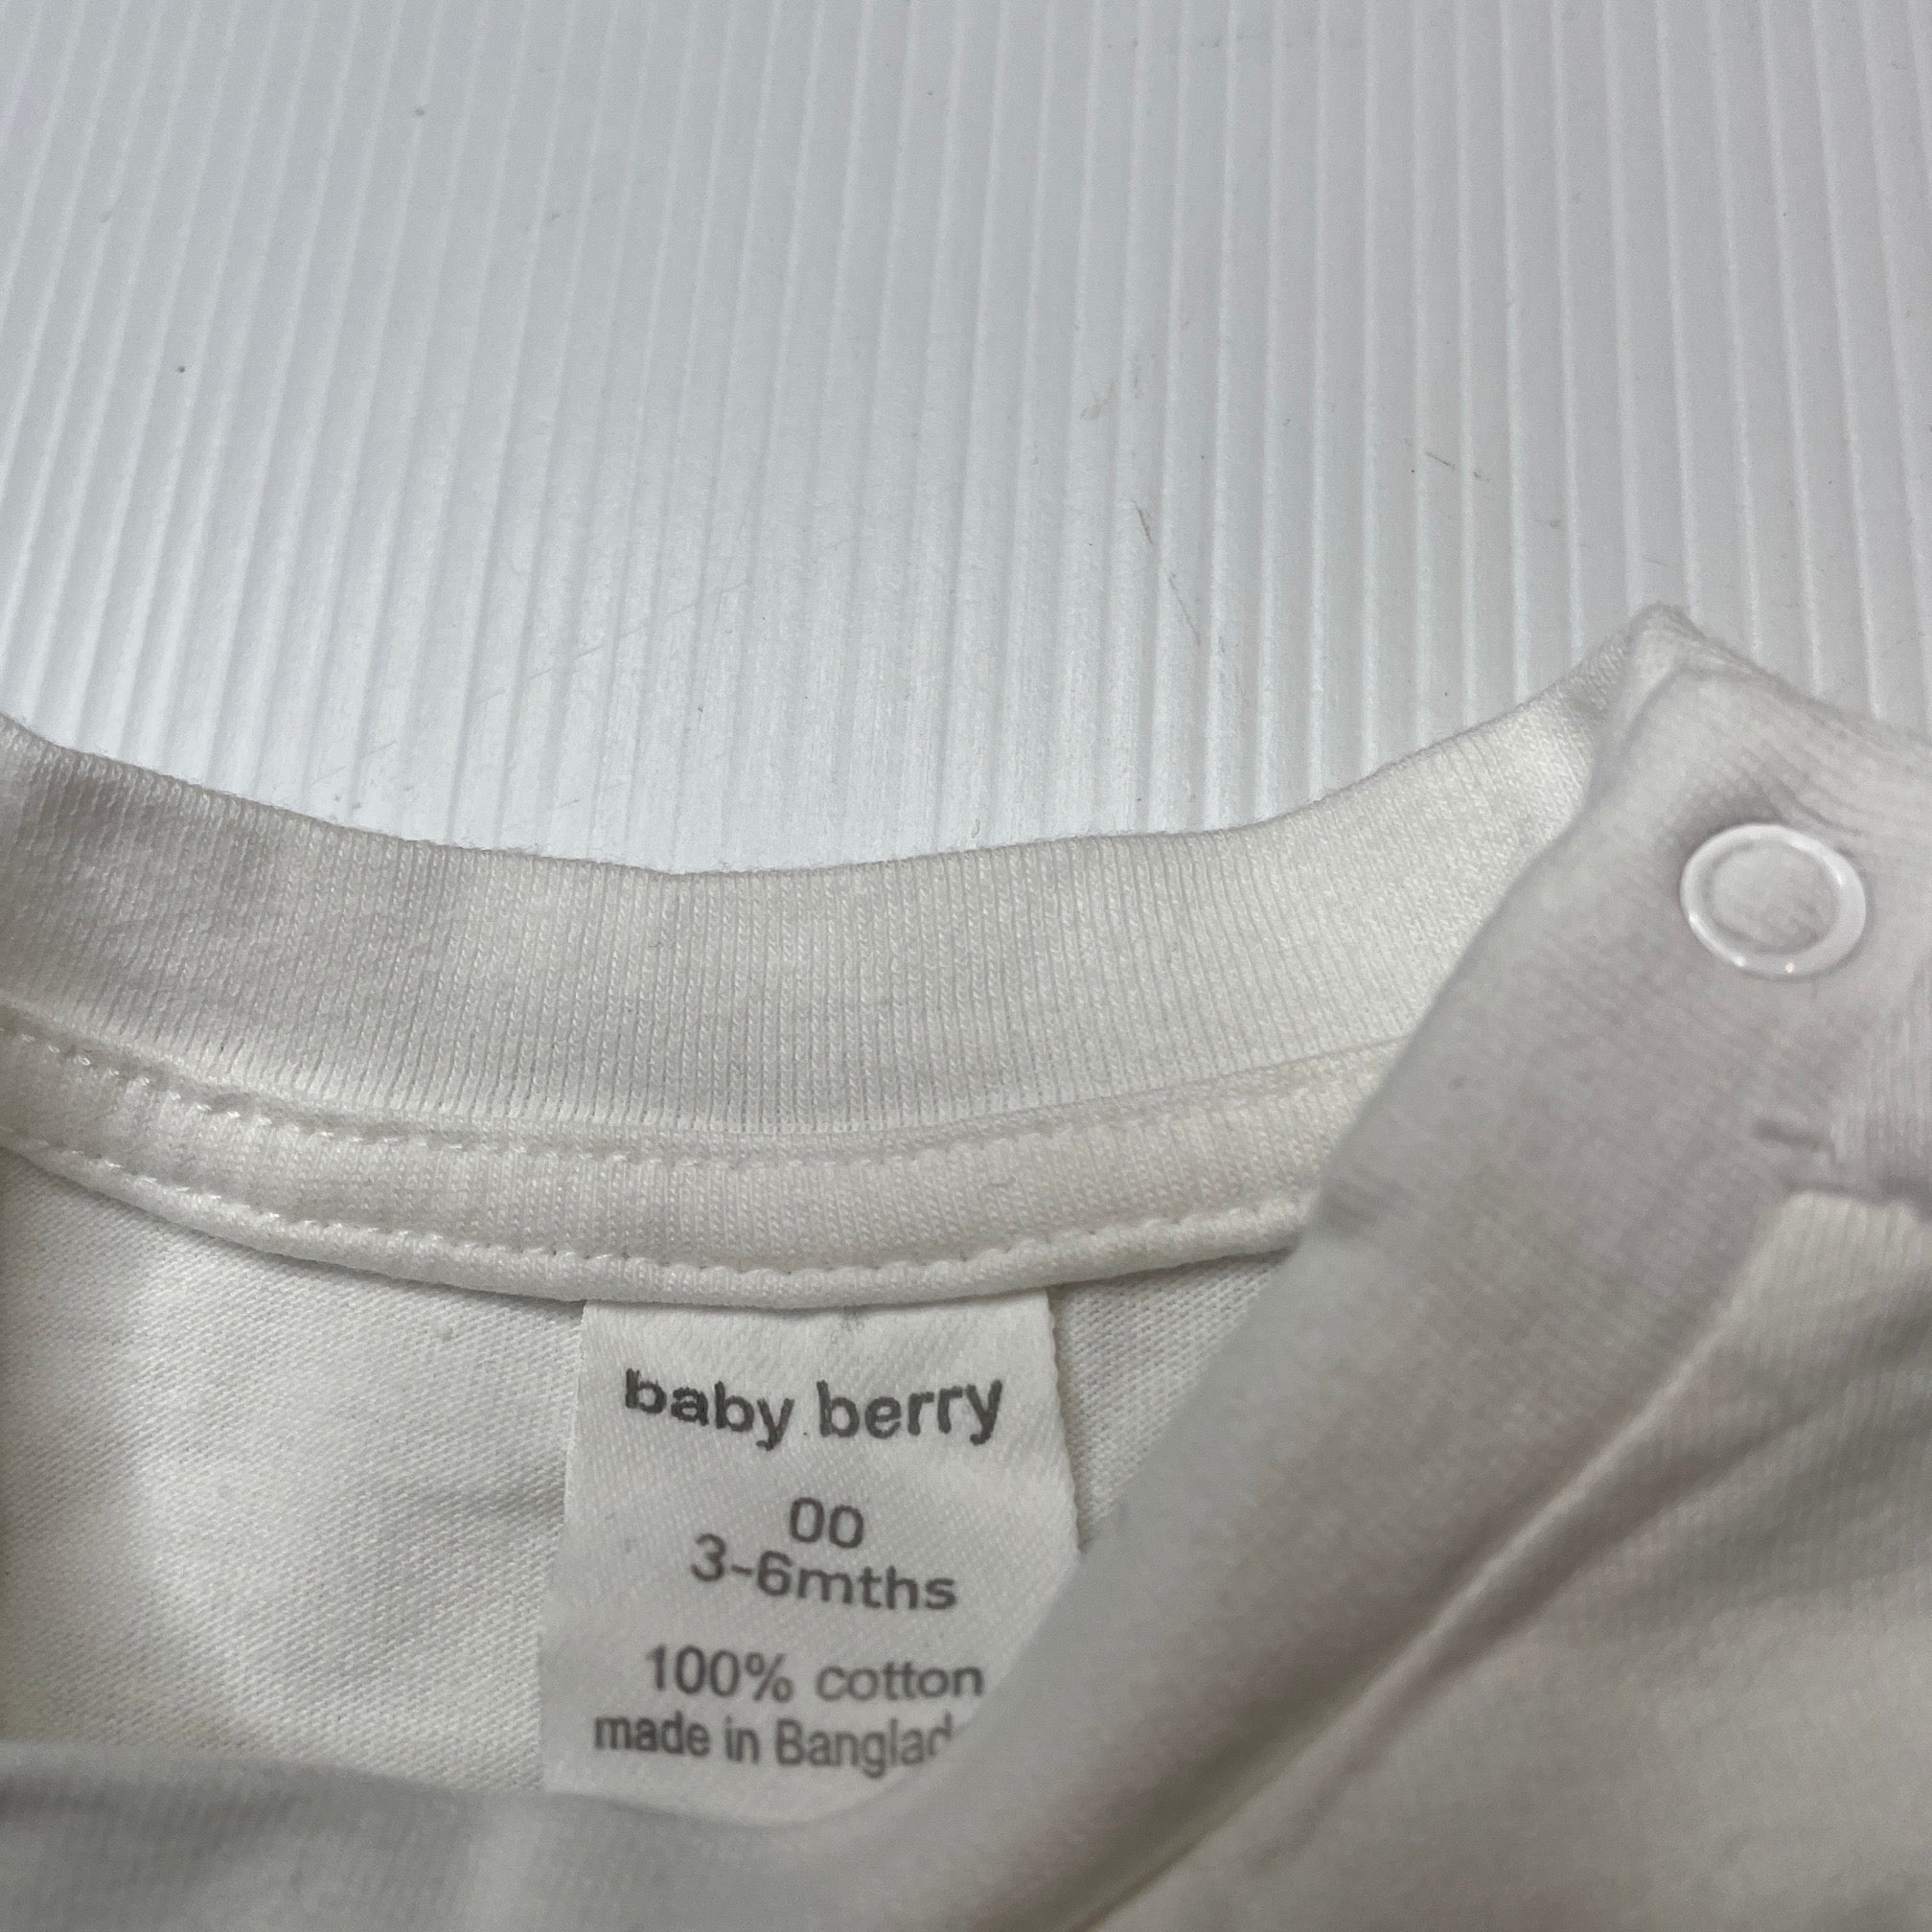 baby berry
00
3-6mths
100% cotton
made in Banglad